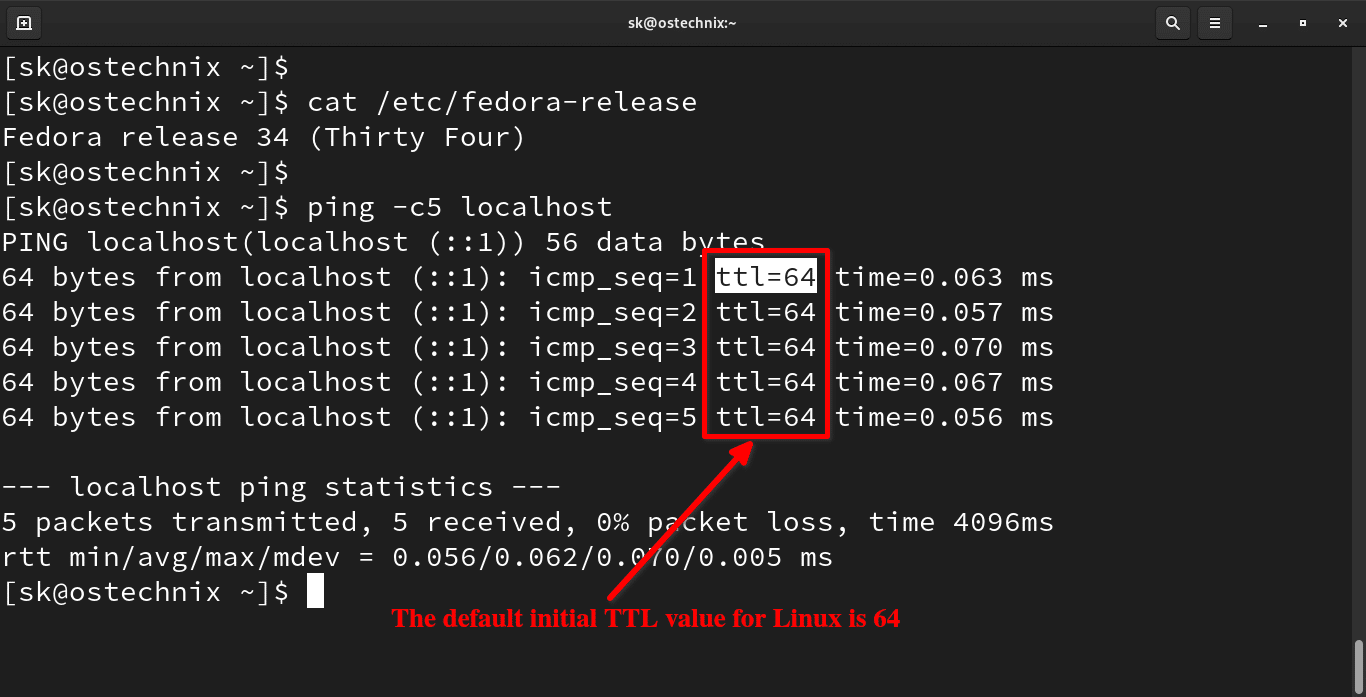 sk@ostechnix:~
[sk@ostechnix ~]$
[sk@ostechnix ~]$ cat /etc/fedora-release
Fedora release 34 (Thirty Four)
[sk@ostechnix ~]$
[sk@ostechnix ~]$ ping -c5 localhost
PING localhost(localhost (::1)) 56 data bytes
64 bytes from localhost (::1): icmp_seq=1 ttl=64 time=0.063 ms
64 bytes from localhost (::1): icmp_seq=2 ttl=64 time=0.057 ms
64 bytes from localhost (::1): icmp_seq=3 ttl=64 time=0.070 ms
64 bytes from localhost (::1): icmp_seq=4 ttl=64 time=0.067 ms
64 bytes from localhost (::1): icmp_seq=5 ttl=64 time=0.056 ms
--- localhost ping statistics ---
5 packets transmitted, 5 received, 0% packet loss, time 4096ms
rtt min/avg/max/mdev = 0.056/0.062/0.070/0.005 ms
[sk@ostechnix ~]$
The default initial TTL value for Linux is 64